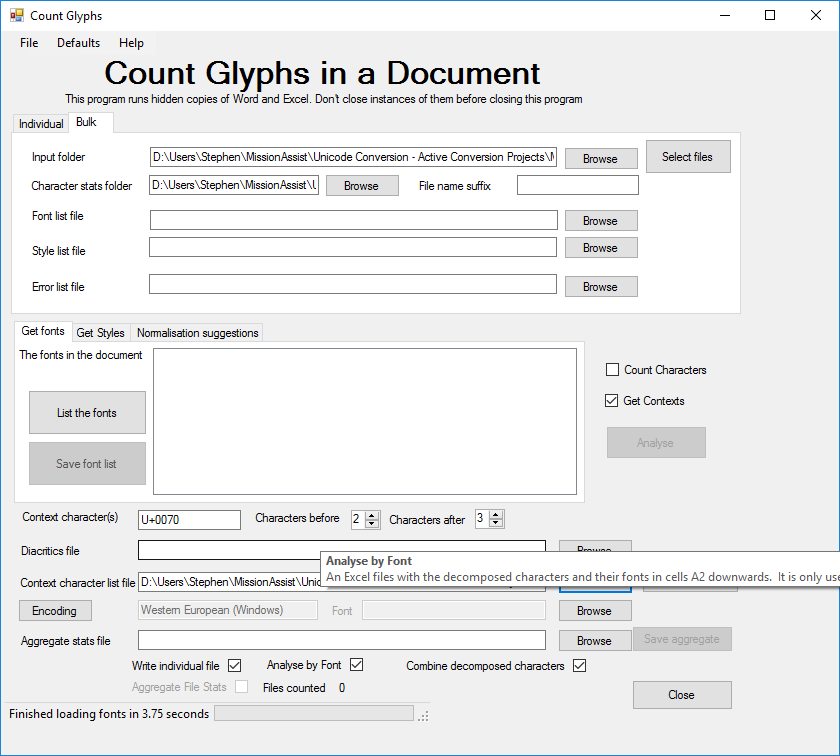 Count Glyphs
File Defaults Help
Count Glyphs in a Document
This program runs hidden copies of Word and Excel. Don't close instances of them before closing this program
Individual Bulk
Input folder D:\Users\Stephen\MissionAssist\Unicode Conversion - Active Conversion Projects\ Browse Select files
Character stats folder D:\Users\Stephen\MissionAssist\ Browse File name suffix
Font list file Browse
Style list file Browse
Error list file Browse
Get fonts Get Styles Normalisation suggestions
The fonts in the document
Count Characters
Get Contexts
List the fonts
Analyse
Save font list
Context character(s) U+0070 Characters before 2 Characters after 3
Diacritics file Browse
Analyse by Font
An Excel files with the decomposed characters and their fonts in cells A2 downwards. It is only use
Context character list file D:\Users\Stephen\MissionAssist\Unic
Encoding Western European (Windows) Font Browse
Aggregate stats file Browse Save aggregate
Write individual file Analyse by Font Combine decomposed characters
Aggregate File Stats Files counted 0
Close
Finished loading fonts in 3.75 seconds